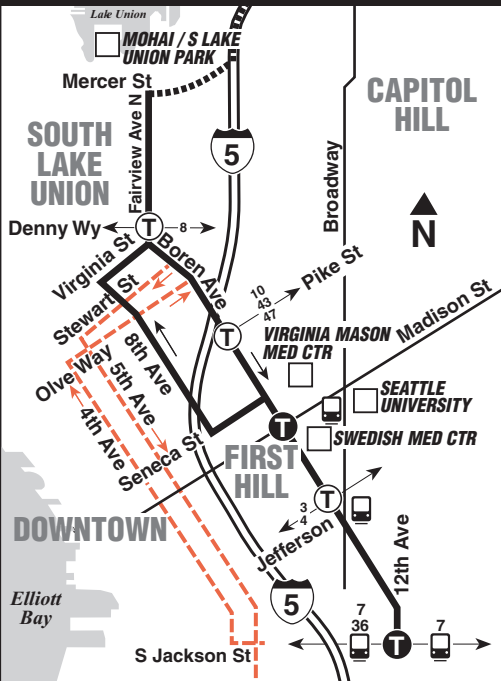 Lake Union
MOHAI / S LAKE
UNION PARK
Mercer St
CAPITOL
HILL
SOUTH
LAKE
UNION
Fairview Ave N
5
Broadway
N
Denny Wy
T
8
Virginia St
Boren Ave
Stewart St
10
43
47
Pike St
Madison St
T
VIRGINIA MASON
MED CTR
Olve Way
8th Ave
5th Ave
4th Ave
SEATTLE
UNIVERSITY
Seneca St
T
SWEDISH MED CTR
FIRST
HILL
T
3
4
Jefferson
DOWNTOWN
12th Ave
Elliott
Bay
5
7
36
7
T
S Jackson St